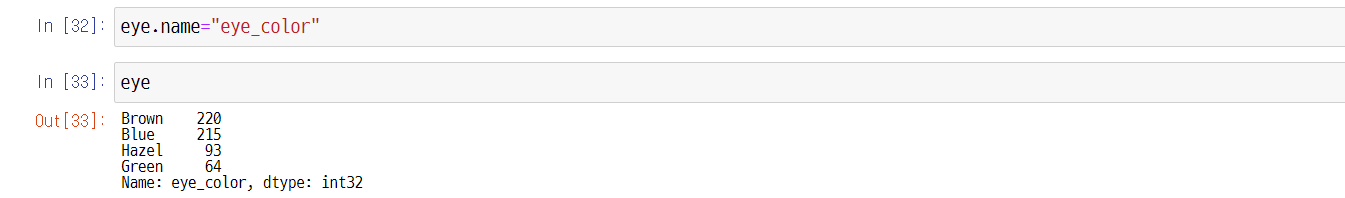 In [32]: eye.name="eye_color"
In [33]: eye
Out[33]: Brown    220
Blue     215
Hazel     93
Green     64
Name: eye_color, dtype: int32